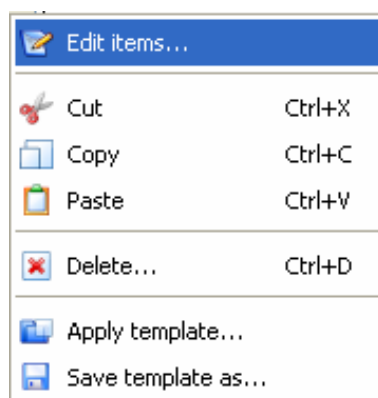 Edit items...
Cut Ctrl+X
Copy Ctrl+C
Paste Ctrl+V
Delete... Ctrl+D
Apply template...
Save template as...